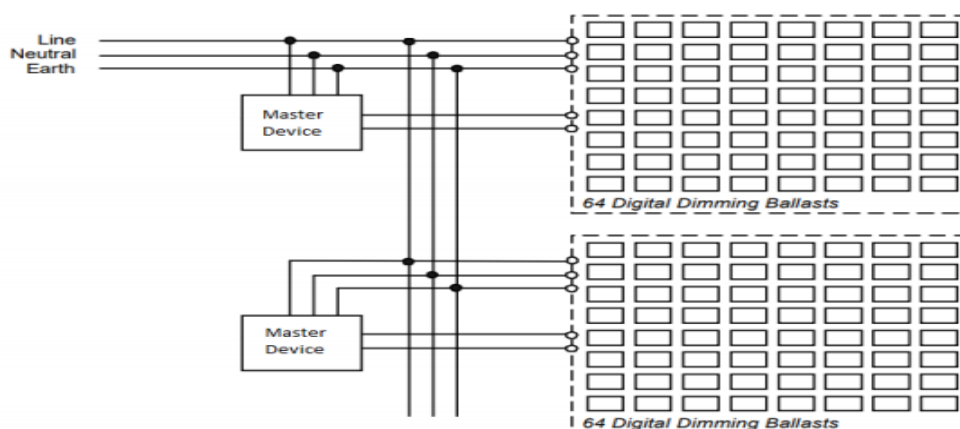 Line
Neutral
Earth
Master
Device
64 Digital Dimming Ballasts
Master
Device
64 Digital Dimming Ballasts